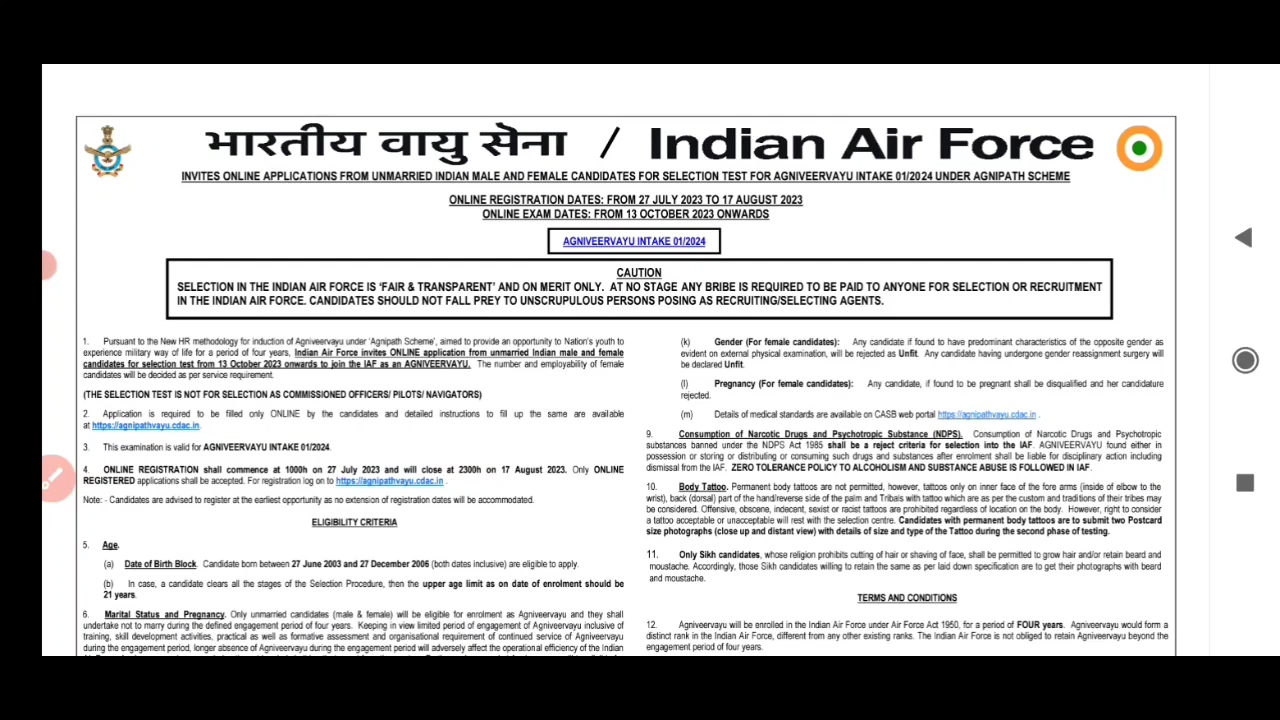 भारतीय वायु सेना / Indian Air Force
INVITES ONLINE APPLICATIONS FROM UNMARRIED INDIAN MALE AND FEMALE CANDIDATES FOR SELECTION TEST FOR AGNIVEERVAYU INTAKE 01/2024 UNDER AGNIPATH SCHEME
ONLINE REGISTRATION DATES: FROM 27 JULY 2023 TO 17 AUGUST 2023
ONLINE EXAM DATES: FROM 13 OCTOBER 2023 ONWARDS
AGNIVEERVAYU INTAKE 01/2024
CAUTION
SELECTION IN THE INDIAN AIR FORCE IS 'FAIR & TRANSPARENT' AND ON MERIT ONLY. AT NO STAGE ANY BRIBE IS REQUIRED TO BE PAID TO ANYONE FOR SELECTION OR RECRUITMENT
IN THE INDIAN AIR FORCE. CANDIDATES SHOULD NOT FALL PREY TO UNSCRUPULOUS PERSONS POSING AS RECRUITING/SELECTING AGENTS.
1. Pursuant to the New HR methodology for induction of Agniveervayu under 'Agnipath Scheme', aimed to provide an opportunity to Nation's youth to
experience military way of life for a period of four years, Indian Air Force invites ONLINE application from unmarried Indian male and female
candidates for selection test from 13 October 2023 onwards to join the IAF as an AGNIVEERVAYU. The number and employability of female
candidates will be decided as per service requirement.
(THE SELECTION TEST IS NOT FOR SELECTION AS COMMISSIONED OFFICERS/ PILOTS/ NAVIGATORS)
2. Application is required to be filled only ONLINE by the candidates and detailed instructions to fill up the same are available
at https://agnipathvayu.cdac.in.
3. This examination is valid for AGNIVEERVAYU INTAKE 01/2024.
4. ONLINE REGISTRATION shall commence at 1000h on 27 July 2023 and will close at 2300h on 17 August 2023. Only ONLINE
REGISTERED applications shall be accepted. For registration log on to https://agnipathvayu.cdac.in .
Note: - Candidates are advised to register at the earliest opportunity as no extension of registration dates will be accommodated.
ELIGIBILITY CRITERIA
5. Age.
(a) Date of Birth Block. Candidate born between 27 June 2003 and 27 December 2006 (both dates inclusive) are eligible to apply.
(b) In case, a candidate clears all the stages of the Selection Procedure, then the upper age limit as on date of enrolment should be
21 years.
6. Marital Status and Pregnancy. Only unmarried candidates (male & female) will be eligible for enrolment as Agniveervayu and they shall
undertake not to marry during the defined engagement period of four years. Keeping in view limited period of engagement of Agniveervayu inclusive of
training, skill development activities, practical as well as formative assessment and organisational requirement of continued service of Agniveervayu
during the engagement period, longer absence of Agniveervayu during the engagement period will adversely affect the operational efficiency of the Indian
(k) Gender (For female candidates): Any candidate if found to have predominant characteristics of the opposite gender as
evident on external physical examination, will be rejected as Unfit. Any candidate having undergone gender reassignment surgery will
be declared Unfit.
(l) Pregnancy (For female candidates): Any candidate, if found to be pregnant shall be disqualified and her candidature
rejected.
(m) Details of medical standards are available on CASB web portal https://agnipathvayu.cdac.in .
9. Consumption of Narcotic Drugs and Psychotropic Substance (NDPS). Consumption of Narcotic Drugs and Psychotropic
substances banned under the NDPS Act 1985 shall be a reject criteria for selection into the IAF. AGNIVEERVAYU found either in
possession or storing or distributing or consuming such drugs and substances after enrolment shall be liable for disciplinary action including
dismissal from the IAF. ZERO TOLERANCE POLICY TO ALCOHOLISM AND SUBSTANCE ABUSE IS FOLLOWED IN IAF.
10. Body Tattoo. Permanent body tattoos are not permitted, however, tattoos only on inner face of the fore arms (inside of elbow to the
wrist), back (dorsal) part of the hand/reverse side of the palm and Tribals with tattoo which are as per the custom and traditions of their tribes may
be considered. Offensive, obscene, indecent, sexist or racist tattoos are prohibited regardless of location on the body. However, right to consider
a tattoo acceptable or unacceptable will rest with the selection centre. Candidates with permanent body tattoos are to submit two Postcard
size photographs (close up and distant view) with details of size and type of the Tattoo during the second phase of testing.
11. Only Sikh candidates, whose religion prohibits cutting of hair or shaving of face, shall be permitted to grow hair and/or retain beard and
moustache. Accordingly, those Sikh candidates willing to retain the same as per laid down specification are to get their photographs with beard
and moustache.
TERMS AND CONDITIONS
12. Agniveervayu will be enrolled in the Indian Air Force under Air Force Act 1950, for a period of FOUR years. Agniveervayu would form a
distinct rank in the Indian Air Force, different from any other existing ranks. The Indian Air Force is not obliged to retain Agniveervayu beyond the
engagement period of four years.